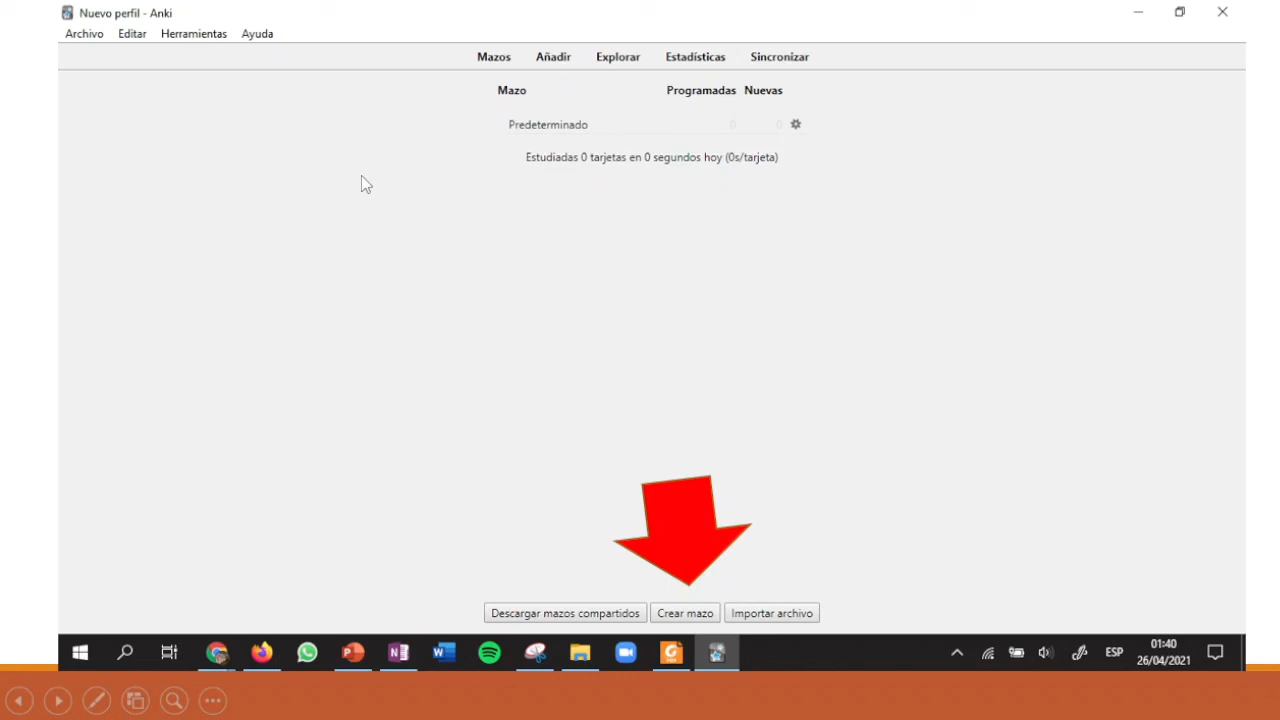 Nuevo perfil - Anki
Archivo Editar Herramientas Ayuda
Mazos Añadir Explorar Estadísticas Sincronizar
Mazo Programadas Nuevas
Predeterminado 0 0
Estudiadas 0 tarjetas en 0 segundos hoy (0s/tarjeta)
Descargar mazos compartidos Crear mazo Importar archivo
ESP
01:40
26/04/2021